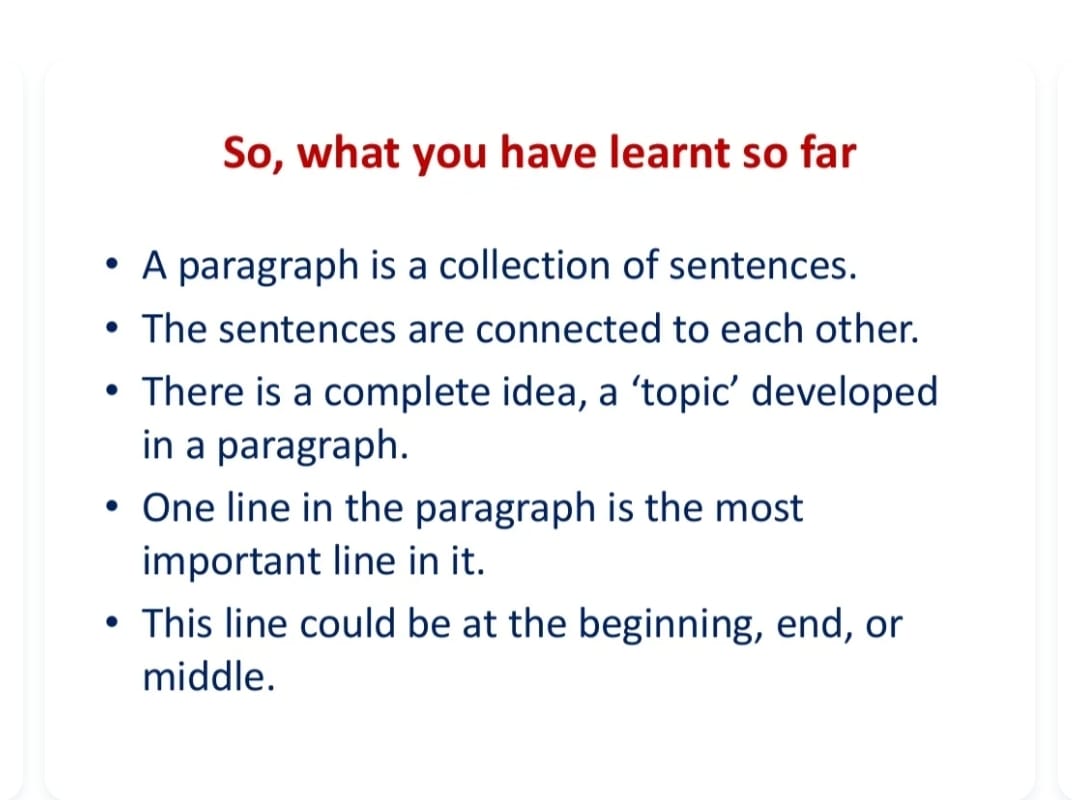 So, what you have learnt so far
• A paragraph is a collection of sentences.
• The sentences are connected to each other.
• There is a complete idea, a ‘topic’ developed
in a paragraph.
• One line in the paragraph is the most
important line in it.
• This line could be at the beginning, end, or
middle.